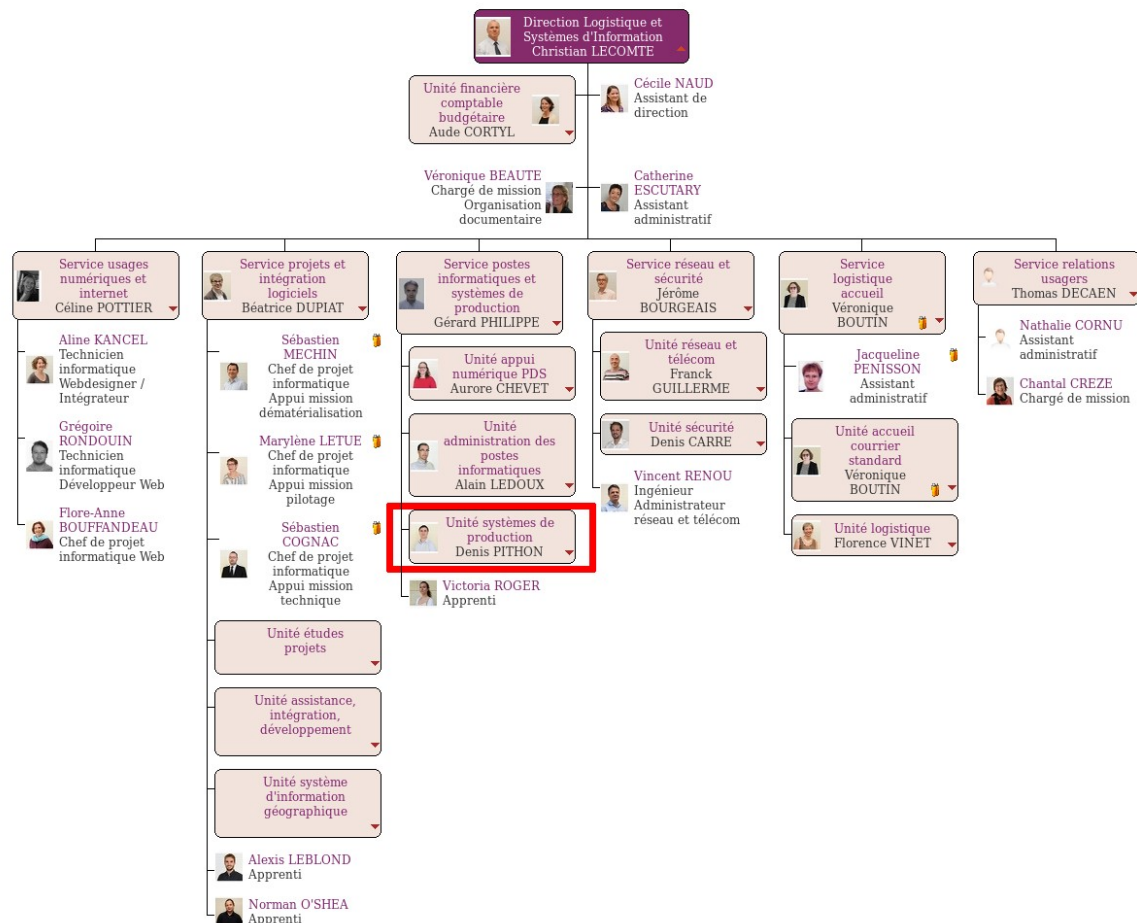 Direction Logistique et
Systèmes d'Information
Christian LECOMTE
Unité financière
comptable
budgétaire
Aude CORTYL
Cécile NAUD
Assistant de
direction
Véronique BEAUTE
Chargé de mission
Organisation
documentaire
Catherine
ESCUTARY
Assistant
administratif
Service usages
numériques et
internet
Céline POTTIER
Aline KANCEL
Technicien
informatique
Webdesigner /
Intégrateur
Grégoire
RONDOUIN
Technicien
informatique
Développeur Web
Flore-Anne
BOUFFANDEAU
Chef de projet
informatique Web
Service projets et
intégration
logiciels
Béatrice DUPIAT
Sébastien
MECHIN
Chef de projet
informatique
Appui mission
dématérialisation
Marylène LETUE
Chef de projet
informatique
Appui mission
pilotage
Sébastien
COGNAC
Chef de projet
informatique
Appui mission
technique
Unité études
projets
Unité assistance,
intégration,
développement
Unité système
d'information
géographique
Alexis LEBLOND
Apprenti
Norman O'SHEA
Apprenti
Service postes
informatiques et
systèmes de
production
Gérard PHILIPPE
Unité appui
numérique PDS
Aurore CHEVET
Unité
administration des
postes
informatiques
Alain LEDOUX
Unité systèmes de
production
Denis PITHON
Victoria ROGER
Apprenti
Service réseau et
sécurité
Jérôme
BOURGEAIS
Unité réseau et
télécom
Franck
GUILLERME
Unité sécurité
Denis CARRE
Vincent RENOU
Ingénieur
Administrateur
réseau et télécom
Service
logistique
accueil
Véronique
BOUTIN
Jacqueline
PENISSON
Assistant
administratif
Unité accueil
courrier
standard
Véronique
BOUTIN
Unité logistique
Florence VINET
Service relations
usagers
Thomas DECAEN
Nathalie CORNU
Assistant
administratif
Chantal CREZE
Chargé de mission